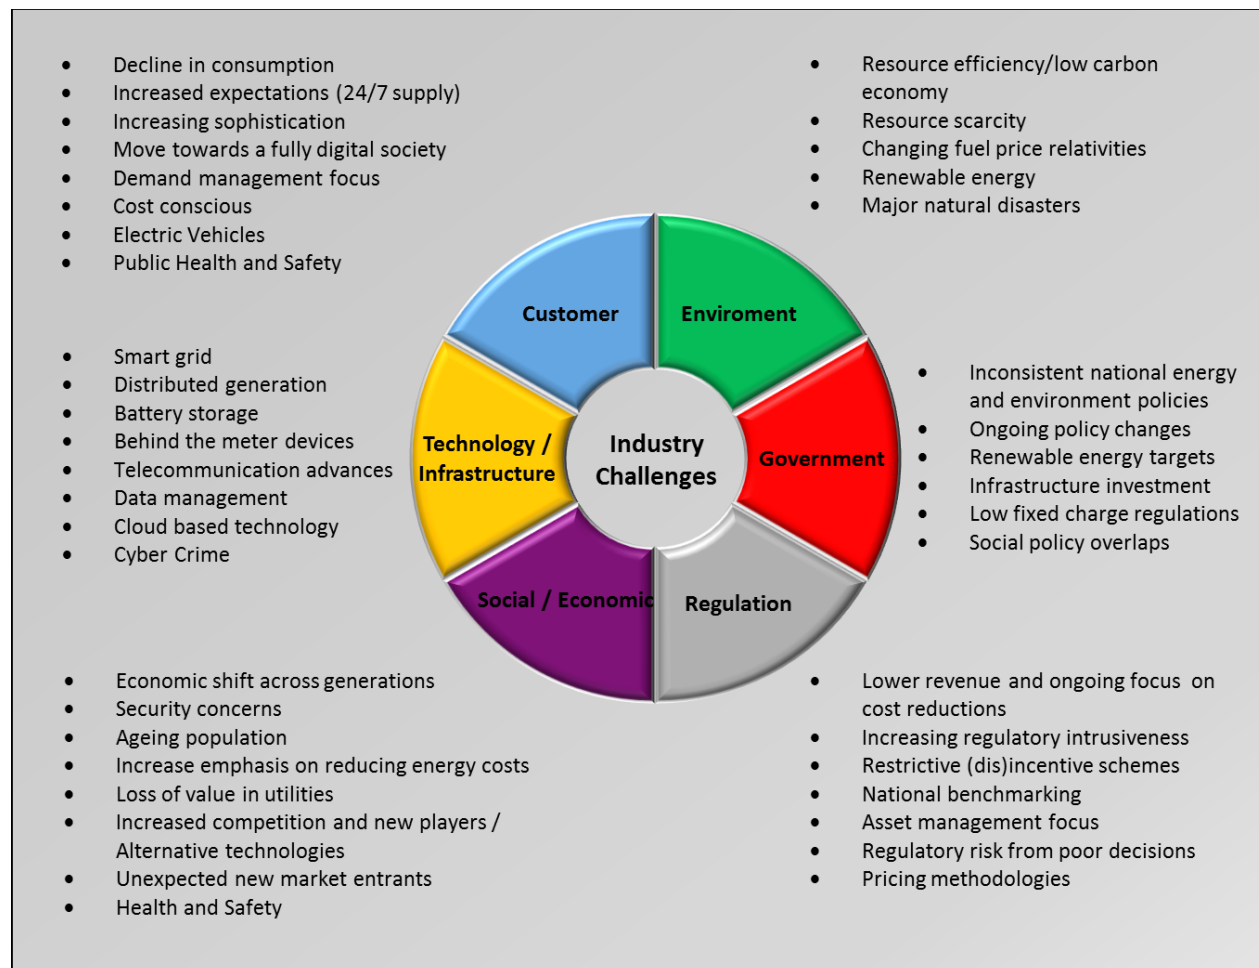 • Decline in consumption
• Increased expectations (24/7 supply)
• Increasing sophistication
• Move towards a fully digital society
• Demand management focus
• Cost conscious
• Electric Vehicles
• Public Health and Safety
• Resource efficiency/low carbon
economy
• Resource scarcity
• Changing fuel price relativities
• Renewable energy
• Major natural disasters
Customer
Enviroment
• Smart grid
• Distributed generation
• Battery storage
• Behind the meter devices
• Telecommunication advances
• Data management
• Cloud based technology
• Cyber Crime
Technology /
Infrastructure
Industry
Challenges
Government
• Inconsistent national energy
and environment policies
• Ongoing policy changes
• Renewable energy targets
• Infrastructure investment
• Low fixed charge regulations
• Social policy overlaps
Social / Economic
Regulation
• Economic shift across generations
• Security concerns
• Ageing population
• Increase emphasis on reducing energy costs
• Loss of value in utilities
• Increased competition and new players /
Alternative technologies
• Unexpected new market entrants
• Health and Safety
• Lower revenue and ongoing focus on
cost reductions
• Increasing regulatory intrusiveness
• Restrictive (dis)incentive schemes
• National benchmarking
• Asset management focus
• Regulatory risk from poor decisions
• Pricing methodologies